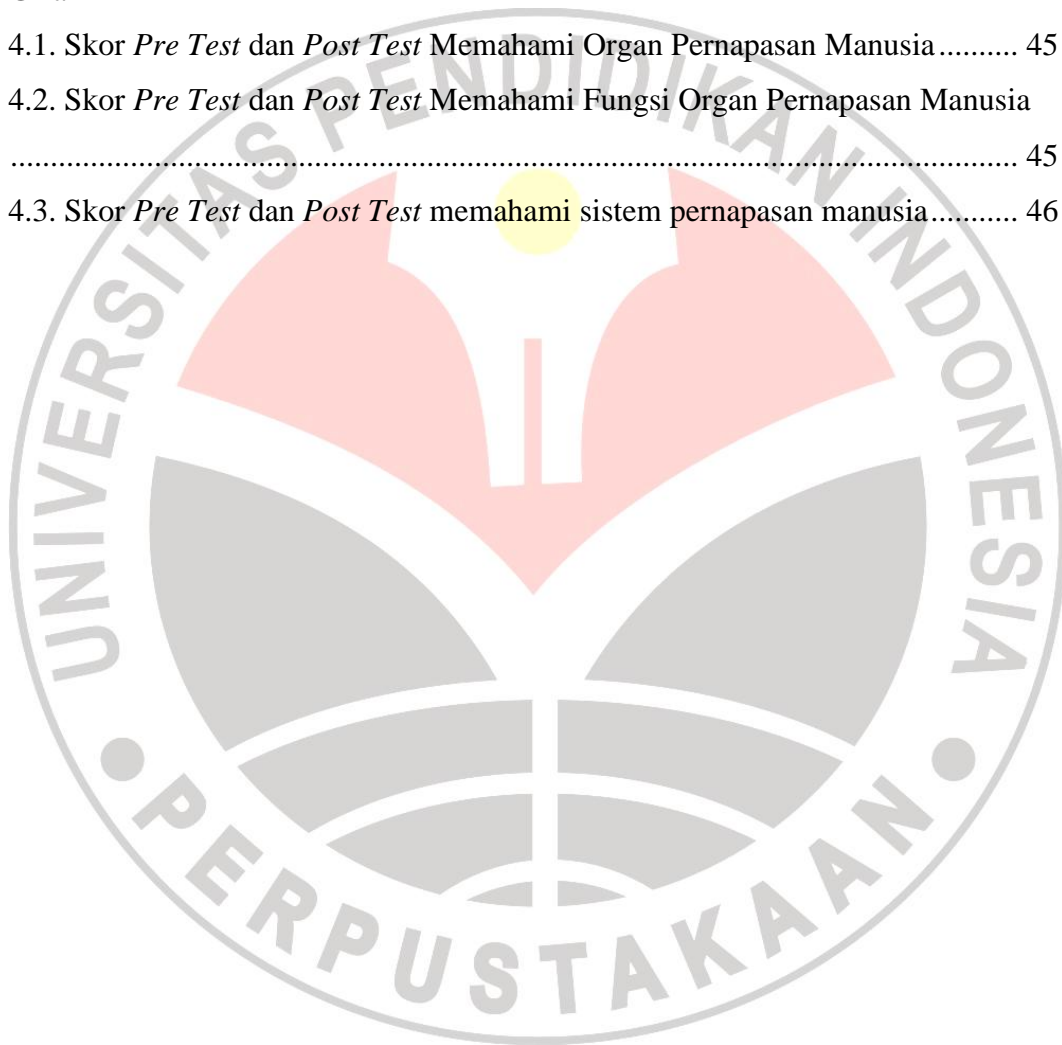 4.1. Skor Pre Test dan Post Test Memahami Organ Pernapasan Manusia .......... 45
4.2. Skor Pre Test dan Post Test Memahami Fungsi Organ Pernapasan Manusia
.............................................................................................................................. 45
4.3. Skor Pre Test dan Post Test memahami sistem pernapasan manusia ........... 46
UNIVERSITAS PENDIDIKAN INDONESIA
PERPUSTAKAAN